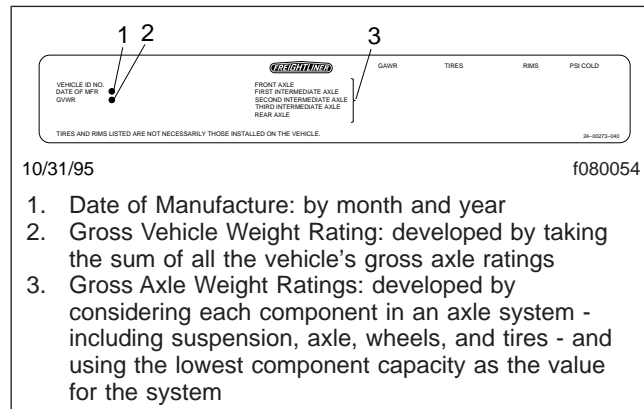 1 2 3
FREIGHTLINER GAWR TIRES RIMS PSI COLD
VEHICLE ID NO. FRONT AXLE
DATE OF MFR FIRST INTERMEDIATE AXLE
GVWR SECOND INTERMEDIATE AXLE
THIRD INTERMEDIATE AXLE
REAR AXLE
TIRES AND RIMS LISTED ARE NOT NECESSARILY THOSE INSTALLED ON THE VEHICLE. 24–00273–040
10/31/95 f080054
1. Date of Manufacture: by month and year
2. Gross Vehicle Weight Rating: developed by taking
the sum of all the vehicle's gross axle ratings
3. Gross Axle Weight Ratings: developed by
considering each component in an axle system -
including suspension, axle, wheels, and tires - and
using the lowest component capacity as the value
for the system